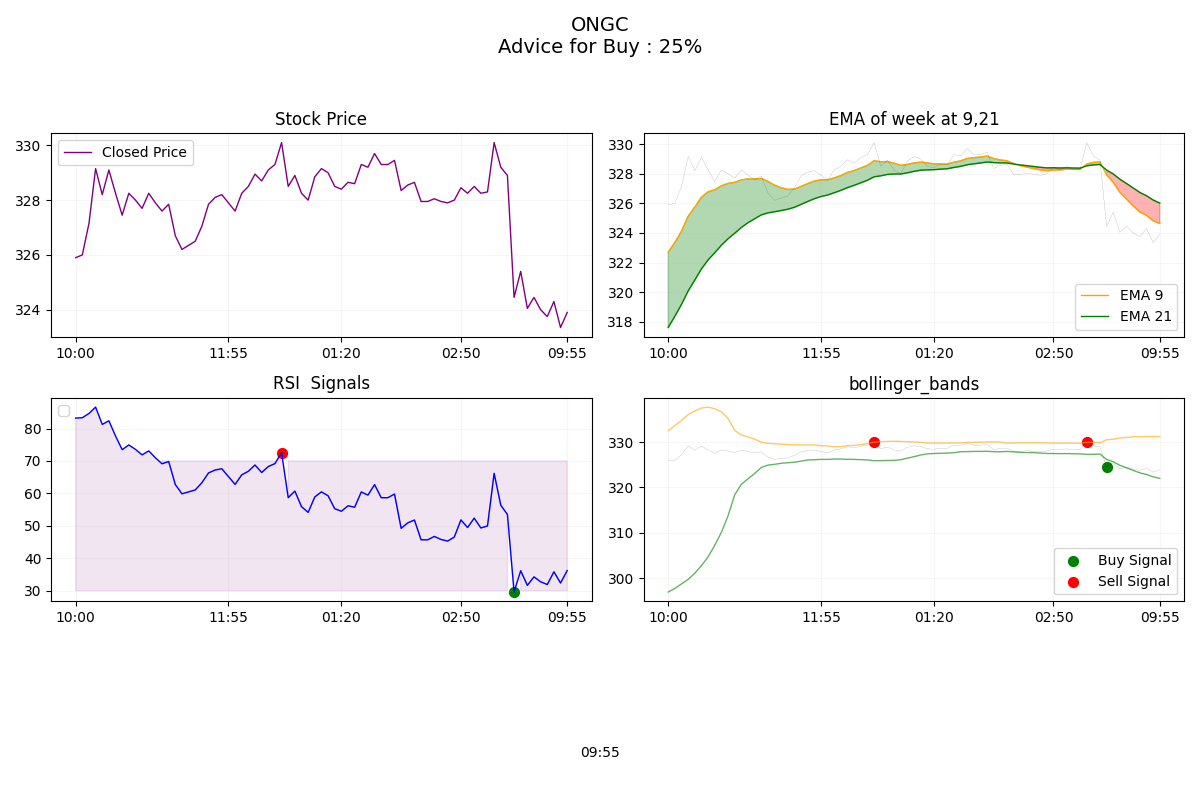 ONGC
Advice for Buy : 25%
Stock Price
330
328
326
324
Closed Price
10:00 11:55 01:20 02:50 09:55
EMA of week at 9,21
330
328
326
324
322
320
318
EMA 9
EMA 21
10:00 11:55 01:20 02:50 09:55
RSI  Signals
80
70
60
50
40
30
10:00 11:55 01:20 02:50 09:55
bollinger_bands
330
320
310
300
Buy Signal
Sell Signal
10:00 11:55 01:20 02:50 09:55
09:55